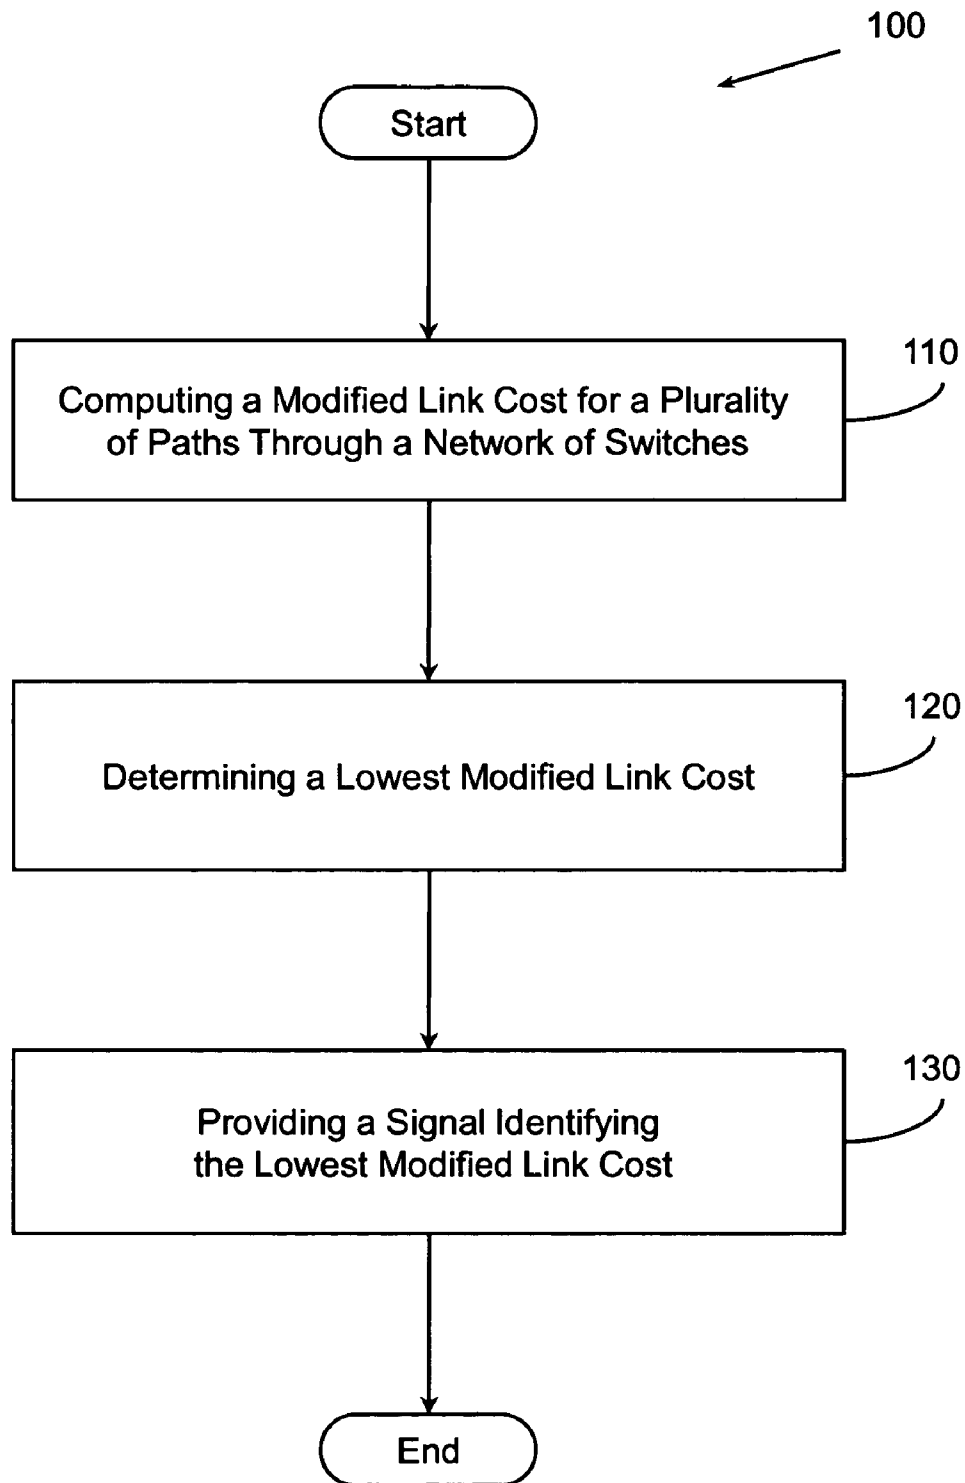 100
Start
110
Computing a Modified Link Cost for a Plurality
of Paths Through a Network of Switches
120
Determining a Lowest Modified Link Cost
130
Providing a Signal Identifying
the Lowest Modified Link Cost
End